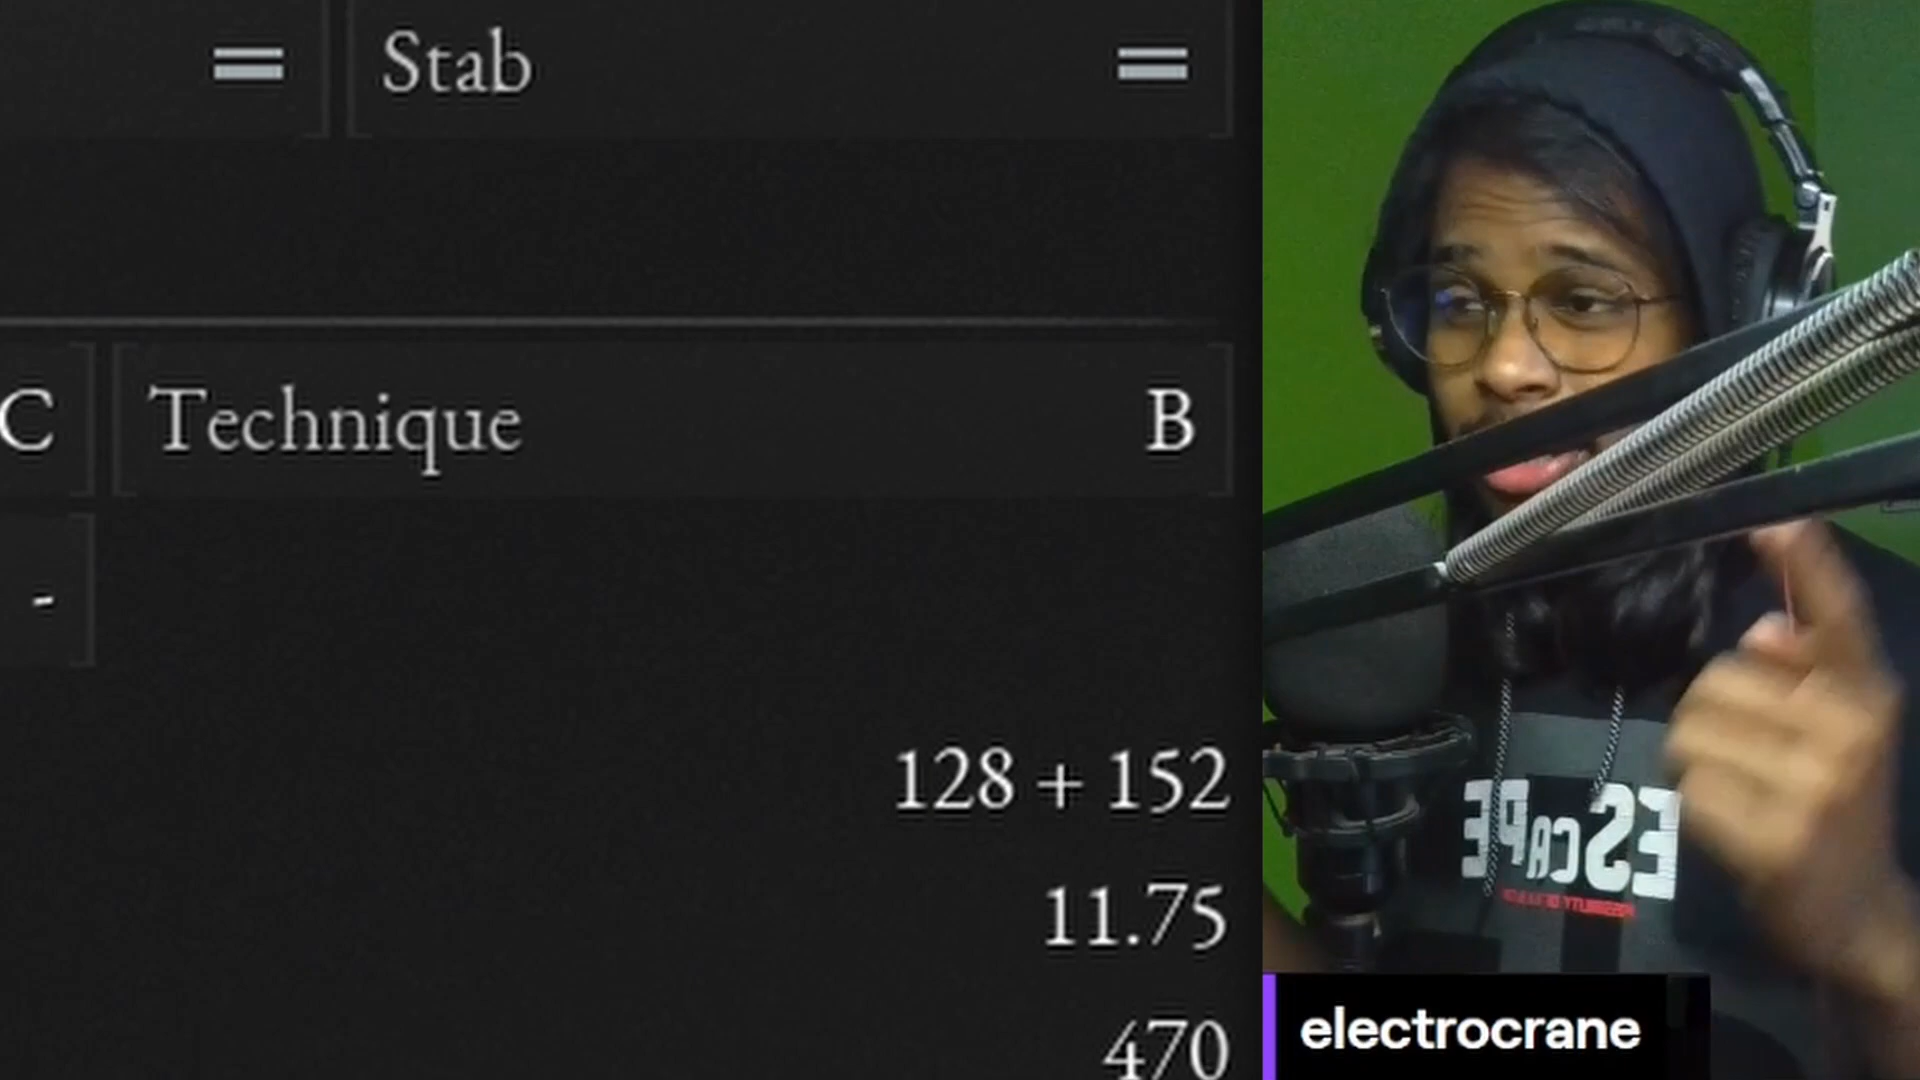 Stab
C Technique B
-
128 + 152
11.75
470
ESCAPE
electrocrane